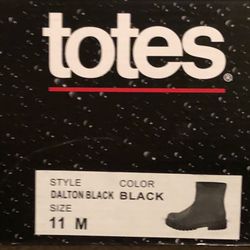 totes®
STYLE COLOR
DALTON BLACK BLACK
SIZE
11 M